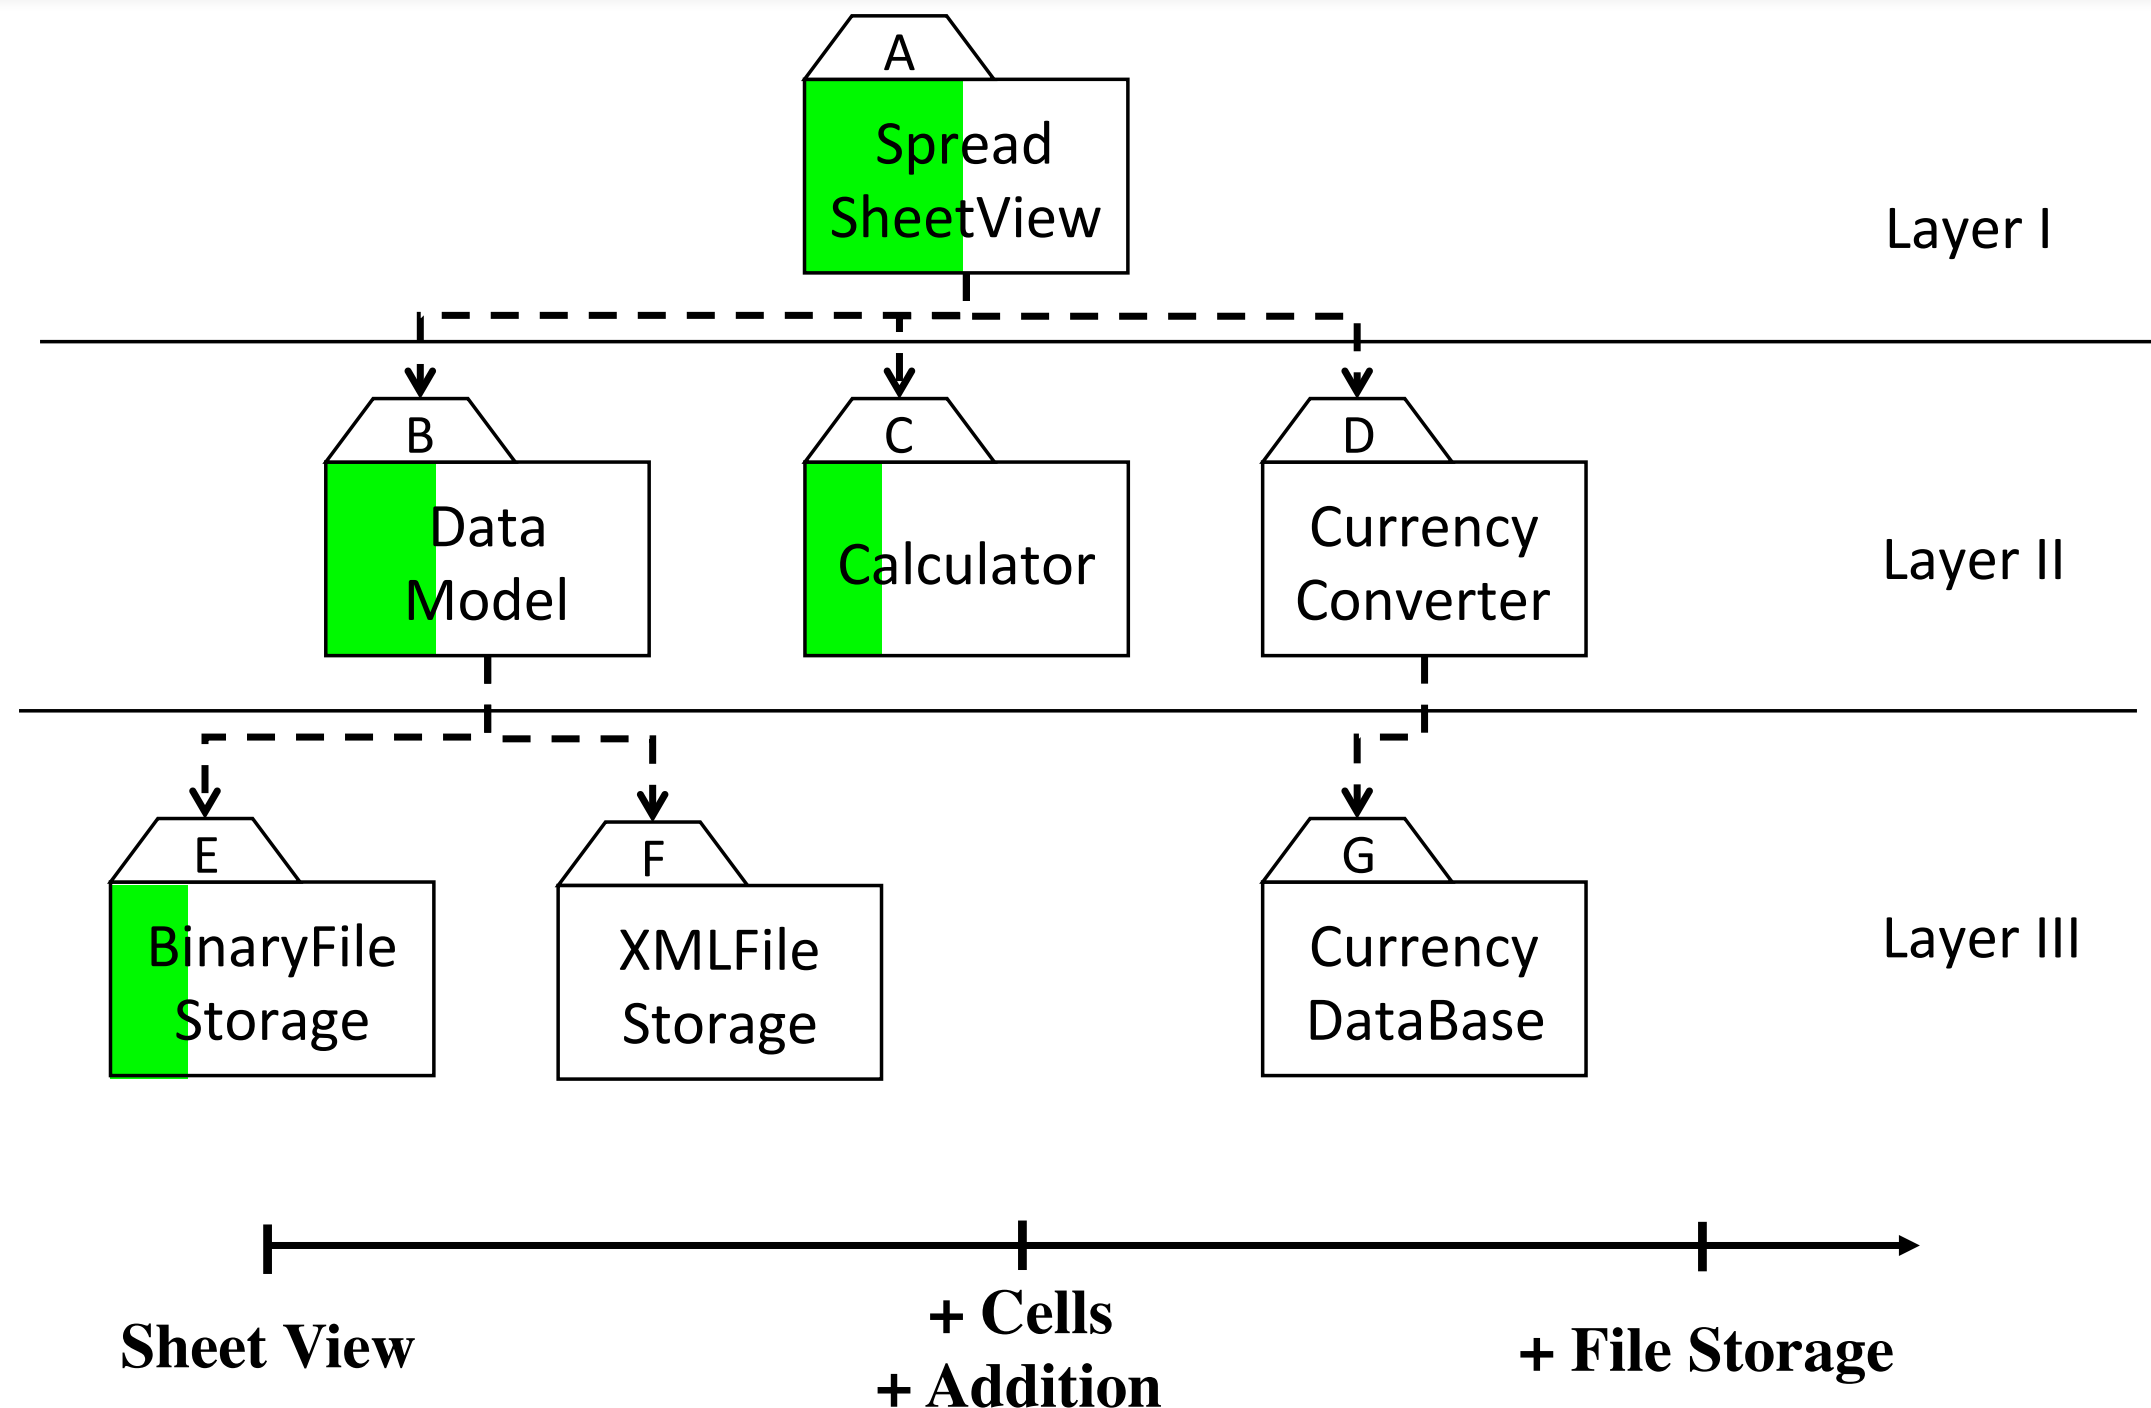 A
Spread
SheetView
Layer I
B
C
D
Data
Model
Calculator
Currency
Converter
Layer II
E
F
G
BinaryFile
Storage
XMLFile
Storage
Currency
DataBase
Layer III
Sheet View
+ Cells
+ Addition
+ File Storage